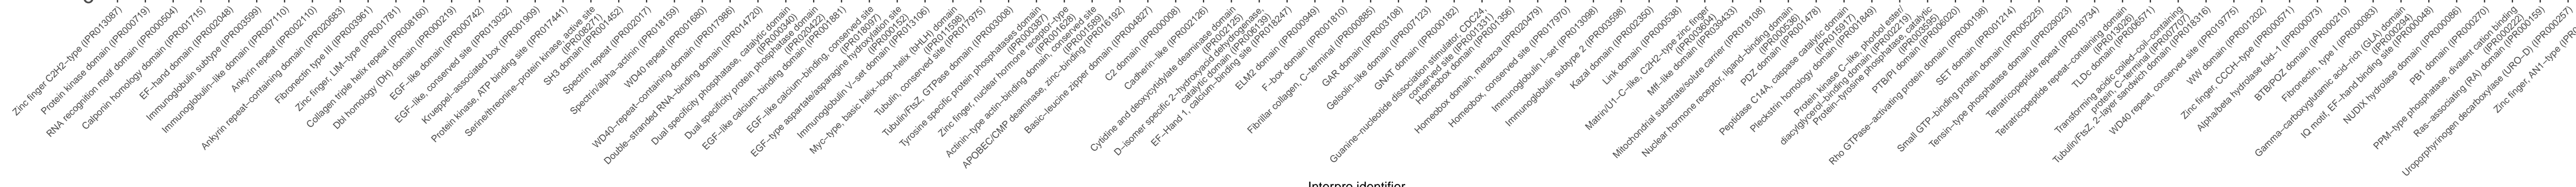 Zinc finger C2H2−type (IPR013087)
Protein kinase domain (IPR000719)
RNA recognition motif domain (IPR000504)
Calponin homology domain (IPR001715)
EF−hand domain (IPR002048)
Immunoglobulin subtype (IPR003599)
Immunoglobulin−like domain (IPR007110)
Ankyrin repeat (IPR002110)
Ankyrin repeat−containing domain (IPR020683)
Fibronectin type III (IPR003961)
Zinc finger, LIM−type (IPR001781)
Collagen triple helix repeat (IPR008160)
Dbl homology (DH) domain (IPR000219)
EGF−like domain (IPR000742)
EGF−like, conserved site (IPR013032)
Krueppel−associated box (IPR001909)
Protein kinase, ATP binding site (IPR017441)
Serine/threonine−protein kinase active site
(IPR008271)
SH3 domain (IPR001452)
Spectrin repeat (IPR002017)
Spectrin/alpha−actinin (IPR018159)
WD40 repeat (IPR001680)
WD40−repeat−containing domain (IPR017986)
Double−stranded RNA−binding domain (IPR014720)
Dual specificity phosphatase, catalytic domain
(IPR000340)
Dual specificity protein phosphatase domain
(IPR020422)
EGF−like calcium−binding domain (IPR001881)
EGF−like calcium−binding, conserved site
(IPR018097)
EGF−type aspartate/asparagine hydroxylation site
(IPR000152)
Immunoglobulin V−set domain (IPR013106)
Myc−type, basic helix−loop−helix (bHLH) domain
(IPR011598)
Tubulin, conserved site (IPR017975)
Tubulin/FtsZ, GTPase domain (IPR003008)
Tyrosine specific protein phosphatases domain
(IPR000387)
Zinc finger, nuclear hormone receptor−type
(IPR001628)
Actinin−type actin−binding domain, conserved site
(IPR001589)
APOBEC/CMP deaminase, zinc−binding (IPR016192)
Basic−leucine zipper domain (IPR004827)
C2 domain (IPR000008)
Cadherin−like (IPR002126)
Cytidine and deoxycytidylate deaminase domain
(IPR002125)
D−isomer specific 2−hydroxyacid dehydrogenase,
catalytic domain (IPR006139)
EF−Hand 1, calcium−binding site (IPR018247)
ELM2 domain (IPR000949)
F−box domain (IPR001810)
Fibrillar collagen, C−terminal (IPR000885)
GAR domain (IPR003108)
Gelsolin−like domain (IPR007123)
GNAT domain (IPR000182)
Guanine−nucleotide dissociation stimulator CDC24,
conserved site (IPR001331)
Homeobox domain (IPR001356)
Homeobox domain, metazoa (IPR020479)
Homeobox, conserved site (IPR017970)
Immunoglobulin I−set (IPR013098)
Immunoglobulin subtype 2 (IPR003598)
Kazal domain (IPR002350)
Link domain (IPR000538)
Matrin/U1−C−like, C2H2−type zinc finger
(IPR003604)
Mtf−like domain (IPR039433)
Mitochondrial substrate/solute carrier (IPR018108)
Nuclear hormone receptor, ligand−binding domain
(IPR000536)
PDZ domain (IPR001478)
Peptidase C14A, caspase catalytic domain
(IPR015917)
Pleckstrin homology domain (IPR001849)
Protein kinase C−like, phorbol ester/
diacylglycerol−binding domain (IPR002219)
Protein−tyrosine phosphatase, catalytic
(IPR003595)
PTB/PI domain (IPR006020)
Rho GTPase−activating protein domain (IPR000198)
SET domain (IPR001214)
Small GTP−binding protein domain (IPR005225)
Tensin−type phosphatase domain (IPR029023)
Tetratricopeptide repeat (IPR019734)
Tetratricopeptide repeat−containing domain
(IPR013026)
TLDc domain (IPR006571)
Transforming acidic coiled−coil−containing
protein, C−terminal (IPR007707)
Tubulin/FtsZ, 2−layer sandwich domain (IPR018316)
WD40 repeat, conserved site (IPR019775)
WW domain (IPR001202)
Zinc finger, CCCH−type (IPR000571)
Alpha/beta hydrolase fold−1 (IPR000073)
BTB/POZ domain (IPR000210)
Fibronectin, type I (IPR000083)
Gamma−carboxyglutamic acid−rich (GLA) domain
(IPR000294)
IQ motif, EF−hand binding site (IPR000048)
NUDIX hydrolase domain (IPR000086)
PB1 domain (IPR000270)
PPM−type phosphatase, divalent cation binding
(IPR000222)
Ras−associating (RA) domain (IPR000159)
Uroporphyrinogen decarboxylase (URO−D) (IPR000257)
Zinc finger, AN1−type
Interpro identifier